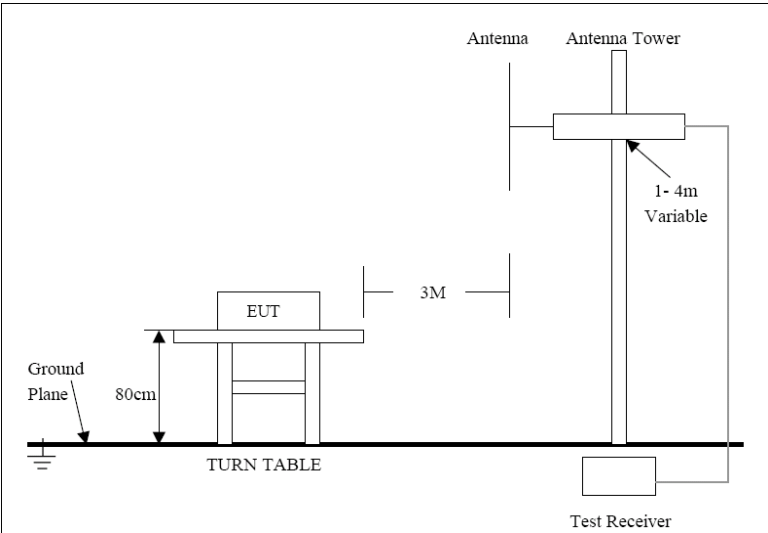 Antenna
Antenna Tower
1- 4m
Variable
3M
EUT
Ground
Plane
80cm
TURN TABLE
Test Receiver